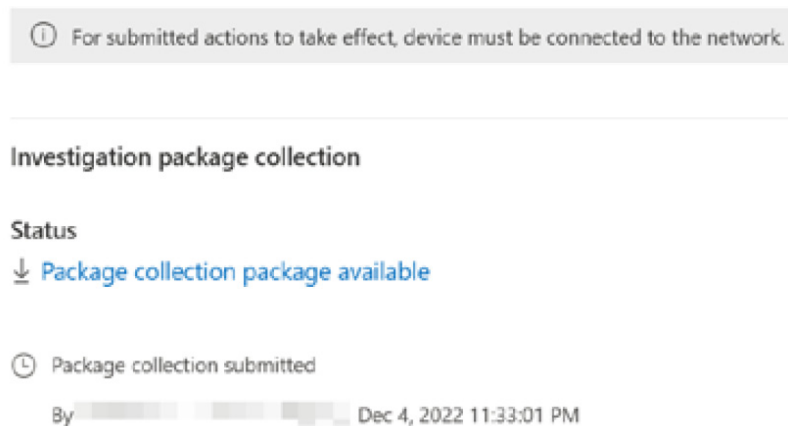 For submitted actions to take effect, device must be connected to the network.
Investigation package collection
Status
Package collection package available
Package collection submitted
By Dec 4, 2022 11:33:01 PM